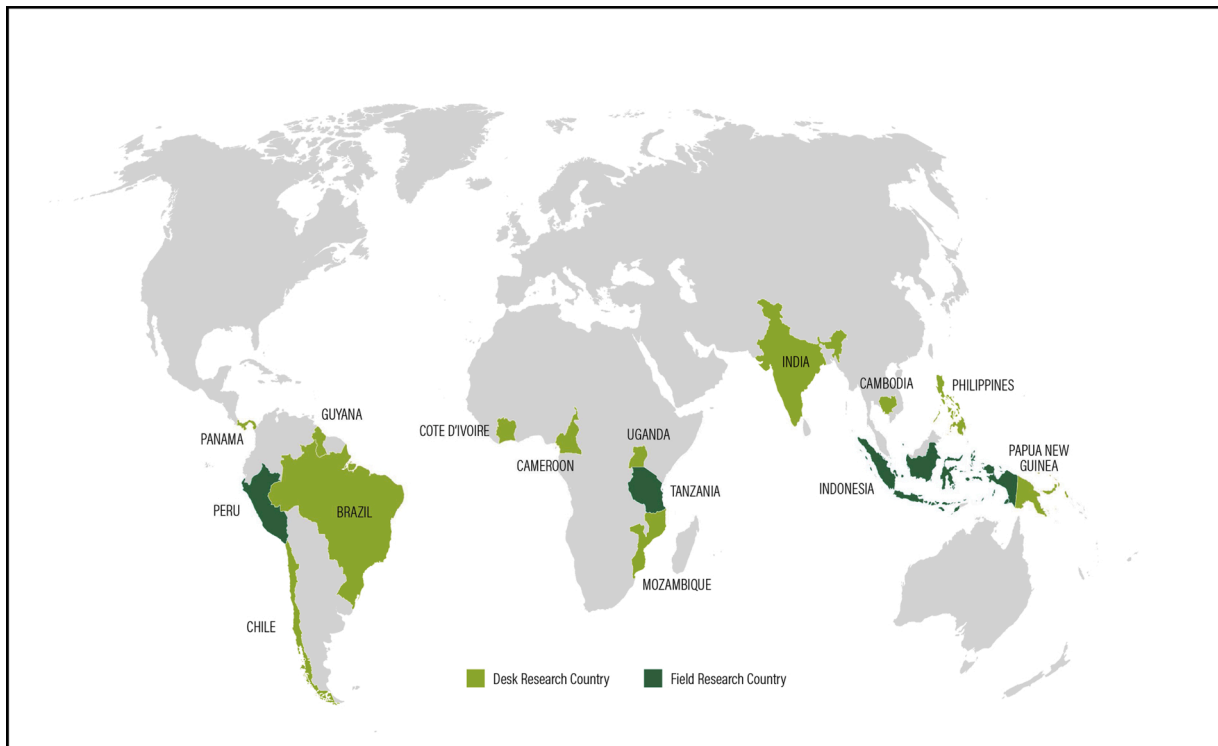 INDIA
CAMBODIA
PHILIPPINES
GUYANA
PANAMA
COTE D'IVOIRE
UGANDA
CAMEROON
PAPUA NEW
GUINEA
INDONESIA
TANZANIA
PERU
BRAZIL
MOZAMBIQUE
CHILE
Desk Research Country
Field Research Country